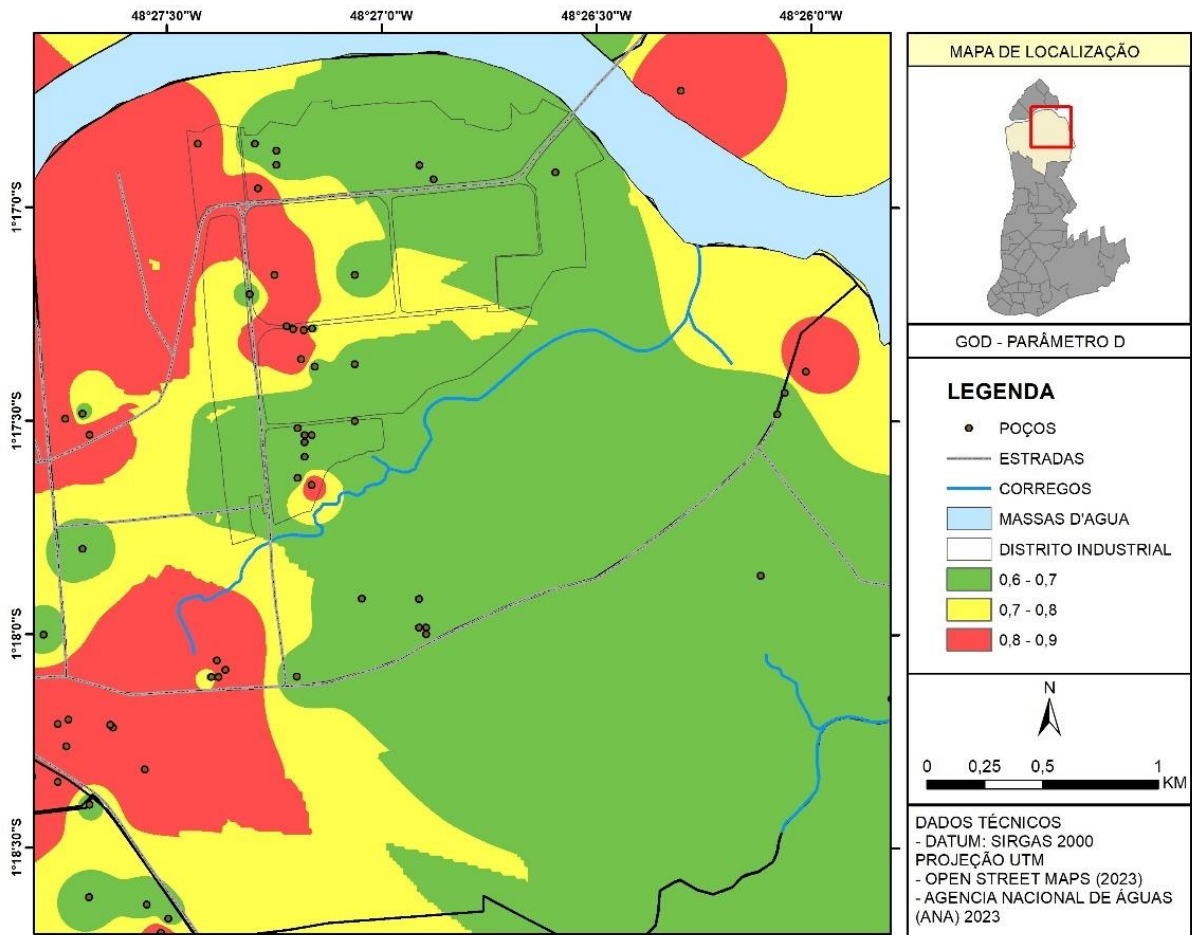 48°27'30"W 48°27'0"W 48°26'30"W 48°26'0"W
1°17'0"S
1°17'30"S
1°18'0"S
1°18'30"S
MAPA DE LOCALIZAÇÃO
GOD - PARÂMETRO D
LEGENDA
POÇOS
ESTRADAS
CORREGOS
MASSAS D'AGUA
DISTRITO INDUSTRIAL
0,6 - 0,7
0,7 - 0,8
0,8 - 0,9
N
0 0,25 0,5 1
KM
DADOS TÉCNICOS
- DATUM: SIRGAS 2000
PROJEÇÃO UTM
- OPEN STREET MAPS (2023)
- AGENCIA NACIONAL DE ÁGUAS
(ANA) 2023